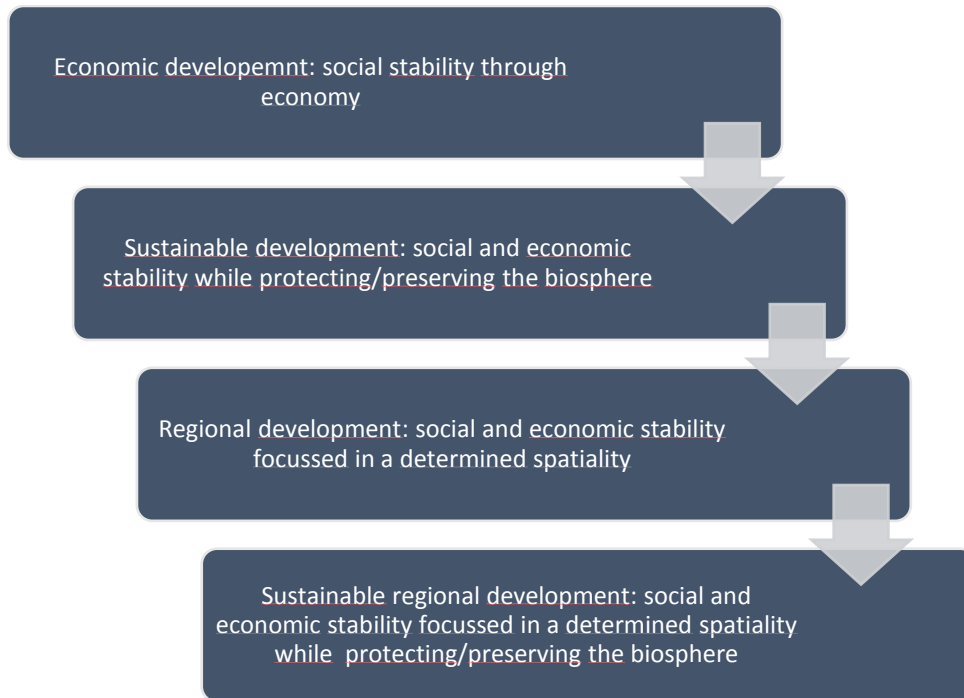 Economic developemnt: social stability through
economy
Sustainable development: social and economic
stability while protecting/preserving the biosphere
Regional development: social and economic stability
focussed in a determined spatiality
Sustainable regional development: social and
economic stability focussed in a determined spatiality
while  protecting/preserving the biosphere